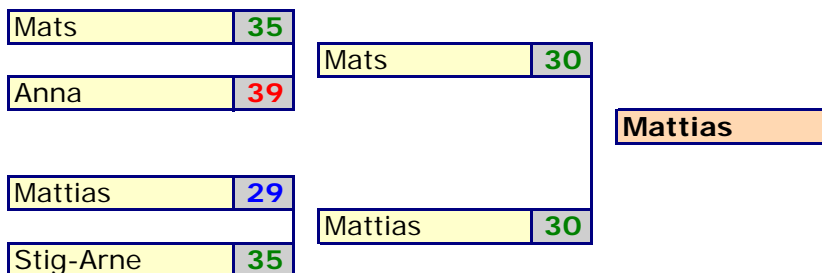 Mats 35
Mats 30
Anna 39
Mattias
Mattias 29
Mattias 30
Stig-Arne 35